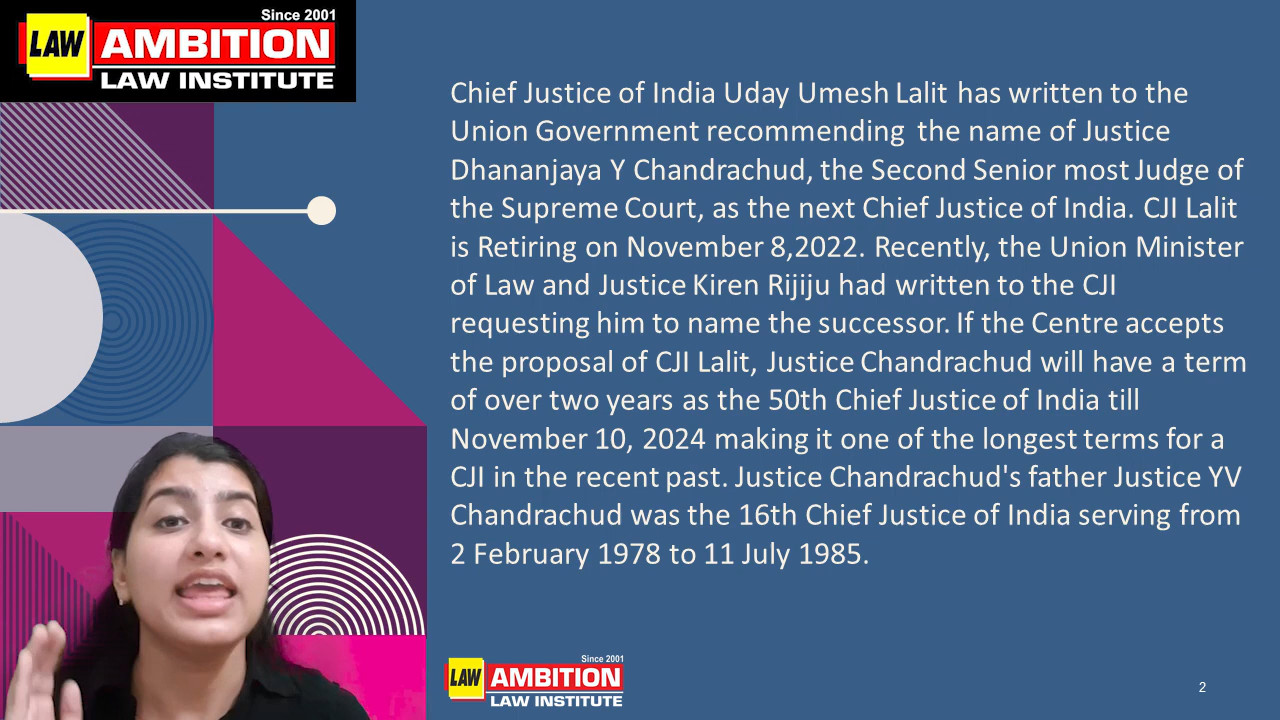 Since 2001
LAW AMBITION
LAW INSTITUTE
Chief Justice of India Uday Umesh Lalit has written to the
Union Government recommending the name of Justice
Dhananjaya Y Chandrachud, the Second Senior most Judge of
the Supreme Court, as the next Chief Justice of India. CJI Lalit
is Retiring on November 8,2022. Recently, the Union Minister
of Law and Justice Kiren Rijiju had written to the CJI
requesting him to name the successor. If the Centre accepts
the proposal of CJI Lalit, Justice Chandrachud will have a term
of over two years as the 50th Chief Justice of India till
November 10, 2024 making it one of the longest terms for a
CJI in the recent past. Justice Chandrachud's father Justice YV
Chandrachud was the 16th Chief Justice of India serving from
2 February 1978 to 11 July 1985.
Since 2001
LAW AMBITION
LAW INSTITUTE
2